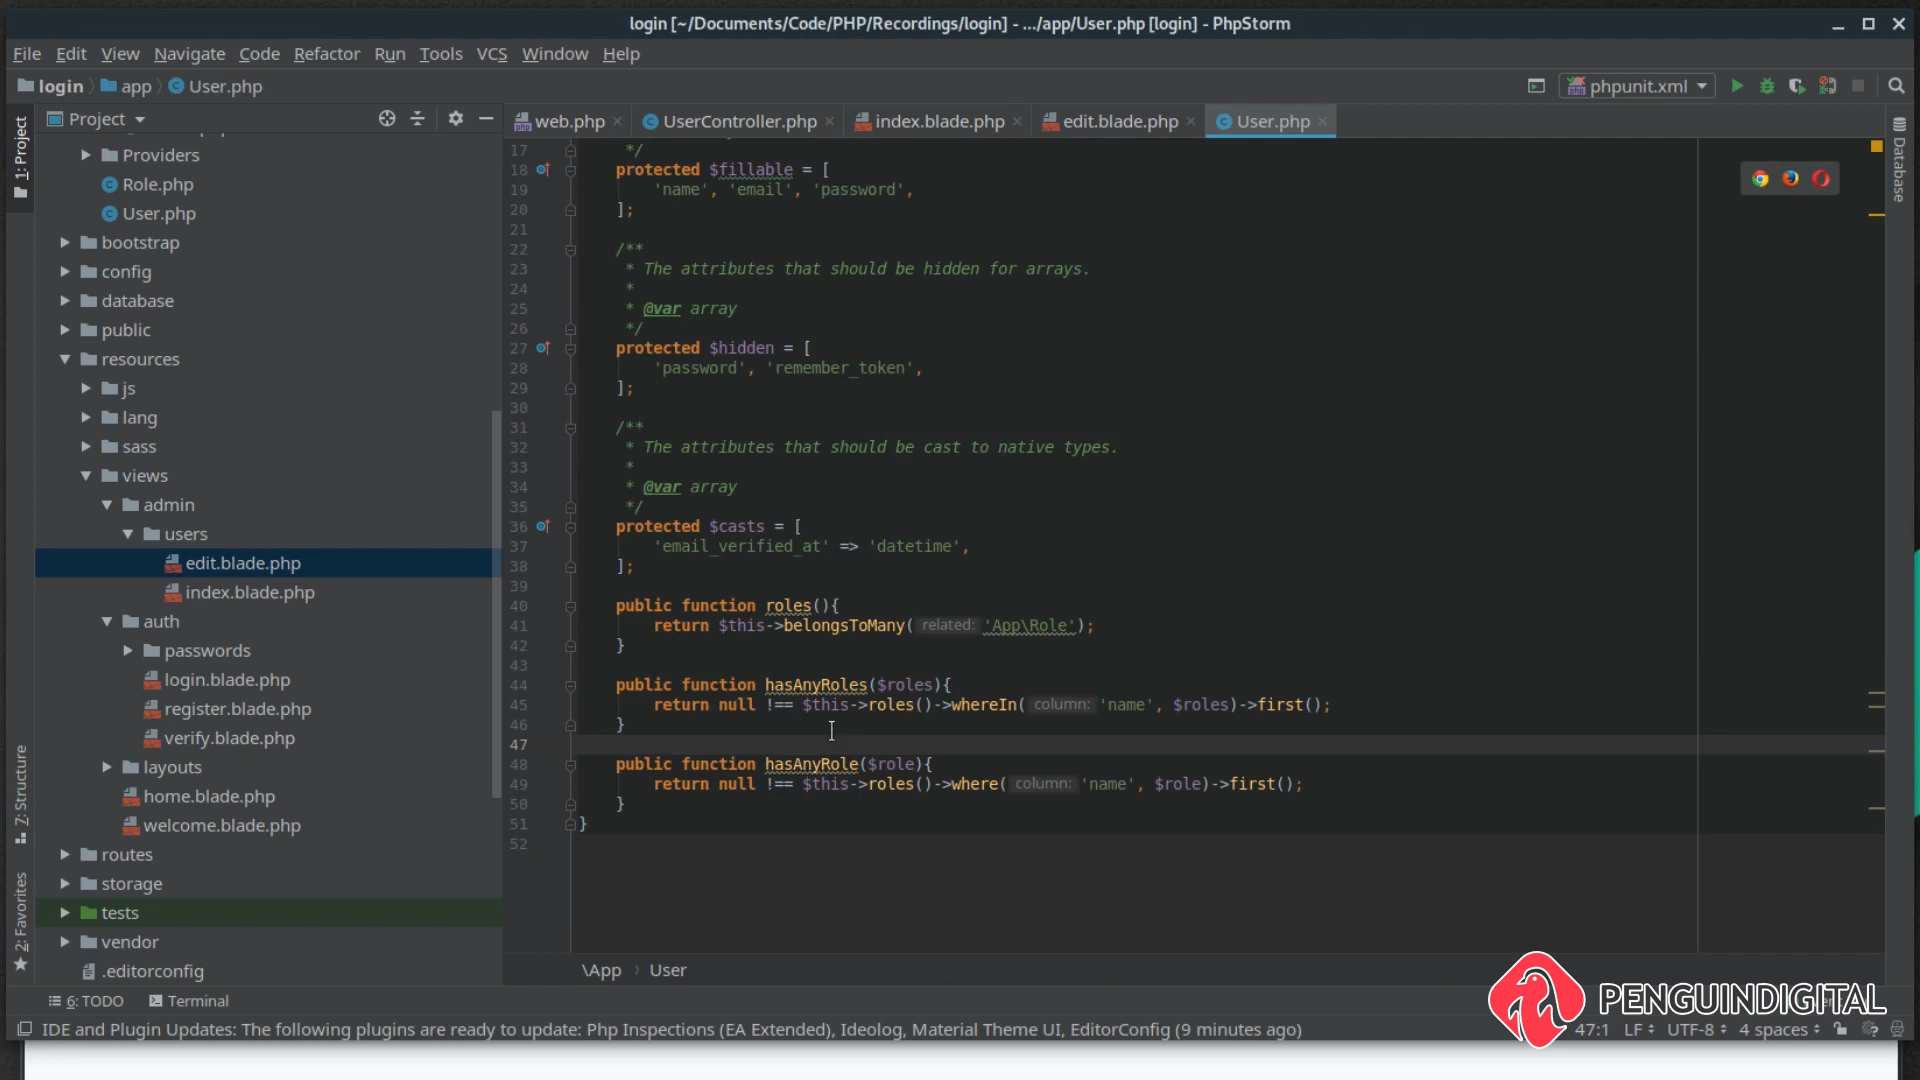 login [~/Documents/Code/PHP/Recordings/login] - .../app/User.php [login] - PhpStorm
File Edit View Navigate Code Refactor Run Tools VCS Window Help
login app User.php phpunit.xml
Project
web.php UserController.php index.blade.php edit.blade.php User.php
1: Project
7: Structure
2: Favorites
Database
Providers
Role.php
User.php
bootstrap
config
database
public
resources
js
lang
sass
views
admin
users
edit.blade.php
index.blade.php
auth
passwords
login.blade.php
register.blade.php
verify.blade.php
layouts
home.blade.php
welcome.blade.php
routes
storage
tests
vendor
.editorconfig
17 */
18 protected $fillable = [
19 'name', 'email', 'password',
20 ];
21
22 /**
23 * The attributes that should be hidden for arrays.
24 *
25 * @var array
26 */
27 protected $hidden = [
28 'password', 'remember_token',
29 ];
30
31 /**
32 * The attributes that should be cast to native types.
33 *
34 * @var array
35 */
36 protected $casts = [
37 'email_verified_at' => 'datetime',
38 ];
39
40 public function roles(){
41 return $this->belongsToMany( related: 'App\Role');
42 }
43
44 public function hasAnyRoles($roles){
45 return null !== $this->roles()->whereIn( column: 'name', $roles)->first();
46 }
47
48 public function hasAnyRole($role){
49 return null !== $this->roles()->where( column: 'name', $role)->first();
50 }
51 }
52
\App › User
6: TODO Terminal
PENGUINDIGITAL
IDE and Plugin Updates: The following plugins are ready to update: Php Inspections (EA Extended), Ideolog, Material Theme UI, EditorConfig (9 minutes ago)
47:1 LF UTF-8 4 spaces